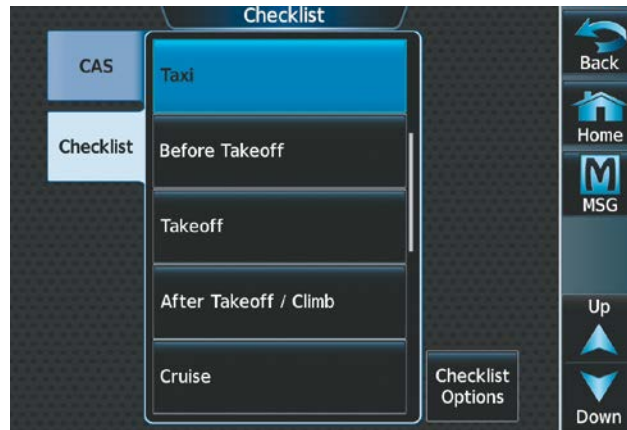 Checklist
CAS
Checklist
Taxi
Before Takeoff
Takeoff
After Takeoff / Climb
Cruise
Checklist
Options
Back
Home
MSG
Up
Down